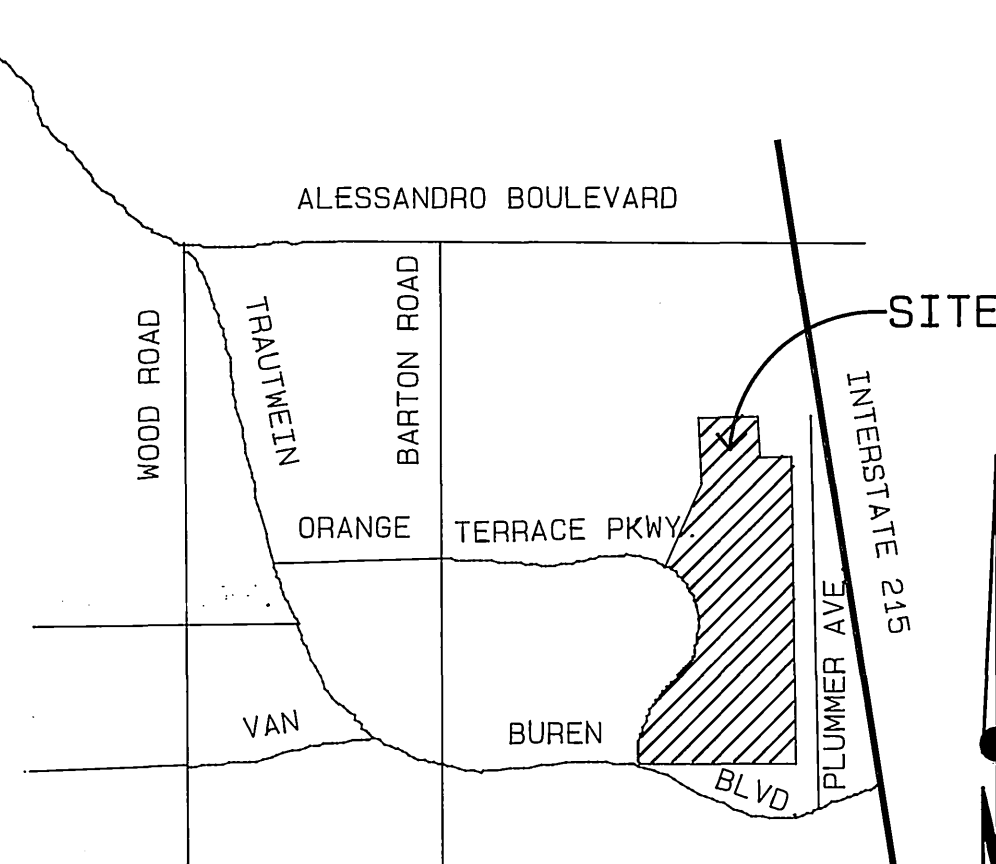 ALESSANDRO BOULEVARD
WOOD ROAD
TRAUTWEIN
BARTON ROAD
SITE
INTERSTATE 215
ORANGE TERRACE PKWY.
PLUMMER AVE.
VAN BUREN BLVD.